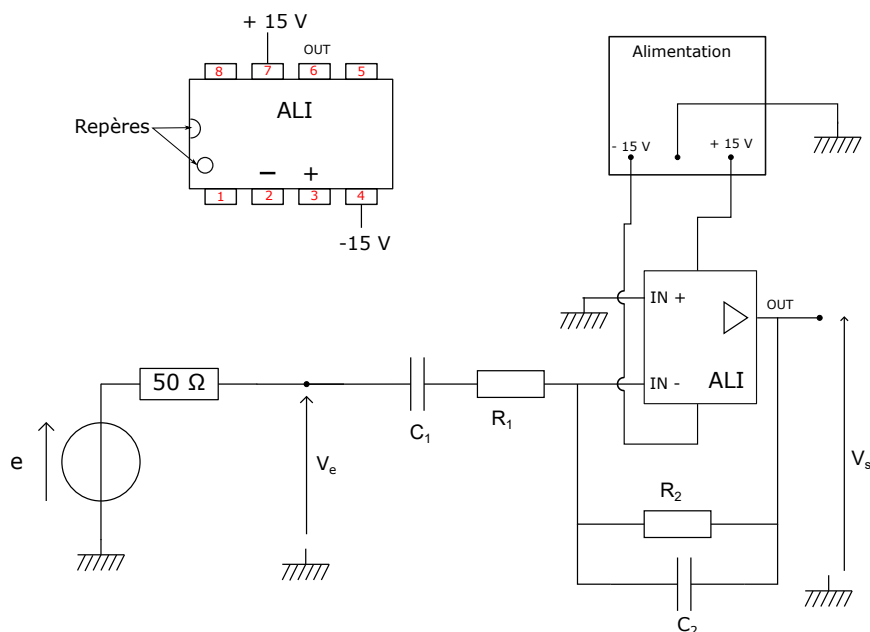 + 15 V
OUT
8 7 6 5
ALI
Repères
− +
1 2 3 4
-15 V
Alimentation
- 15 V + 15 V
IN +
OUT
IN - ALI
50 Ω
C1
R1
e
Ve
Vs
R2
C2